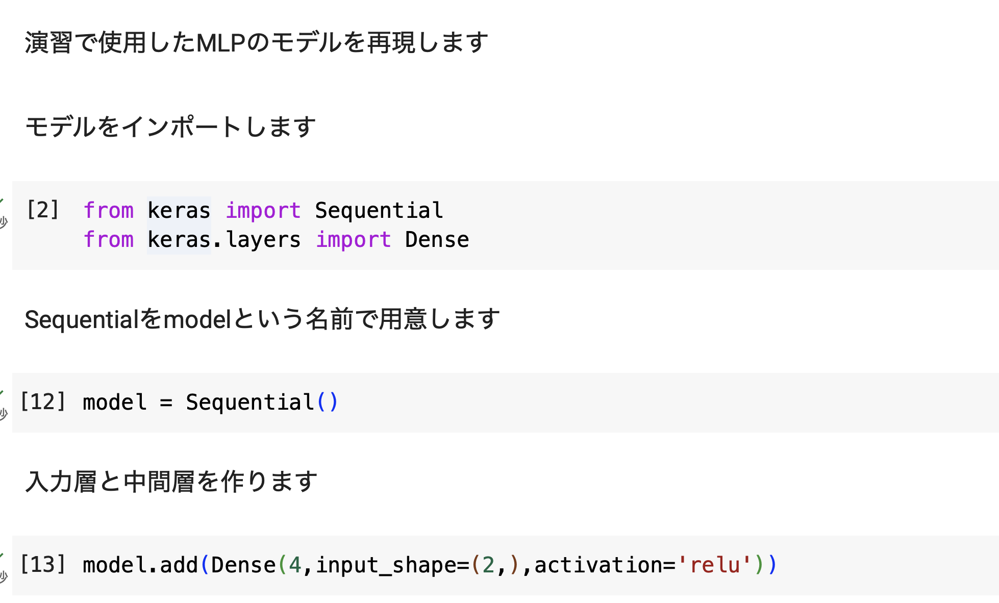 演習で使用したMLPのモデルを再現します
モデルをインポートします
[2] from keras import Sequential
from keras.layers import Dense
秒
Sequentialをmodelという名前で用意します
[12] model = Sequential()
秒
入力層と中間層を作ります
[13] model.add(Dense(4,input_shape=(2,),activation='relu'))
秒